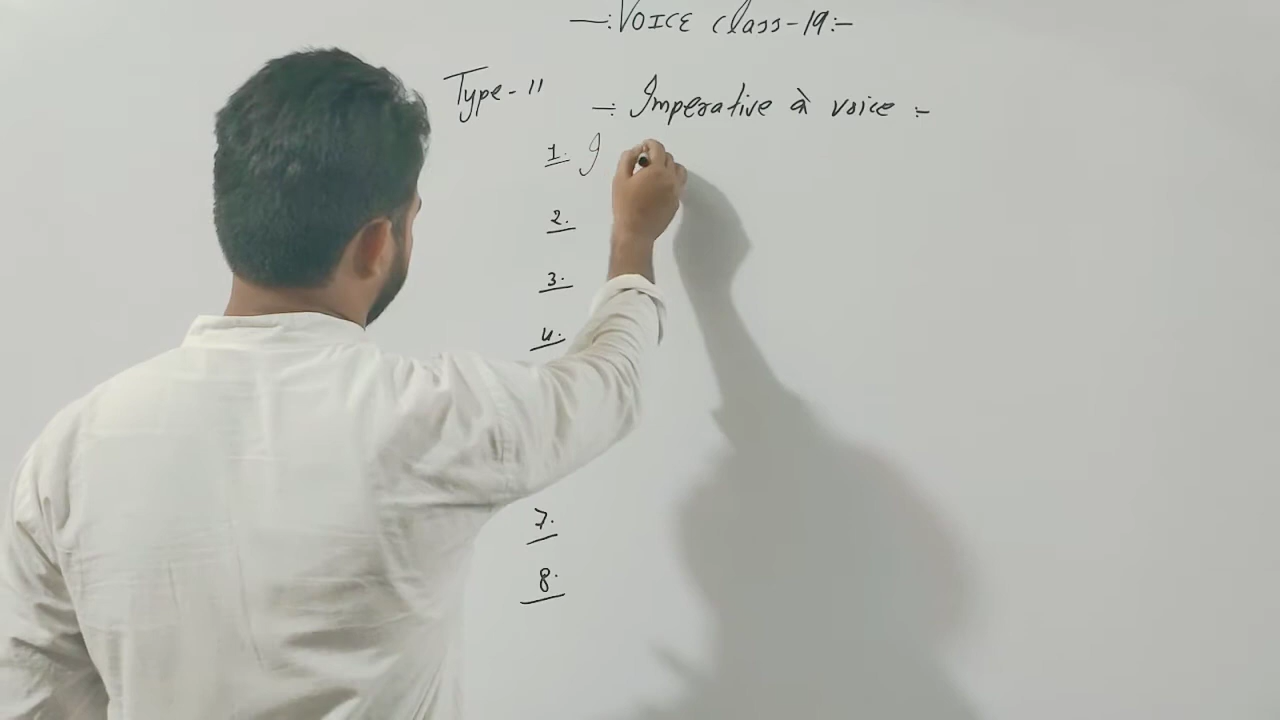 —:VOICE Class-19:—
Type-11
—: Imperative à voice :-
1. I
2.
3.
4.
7.
8.